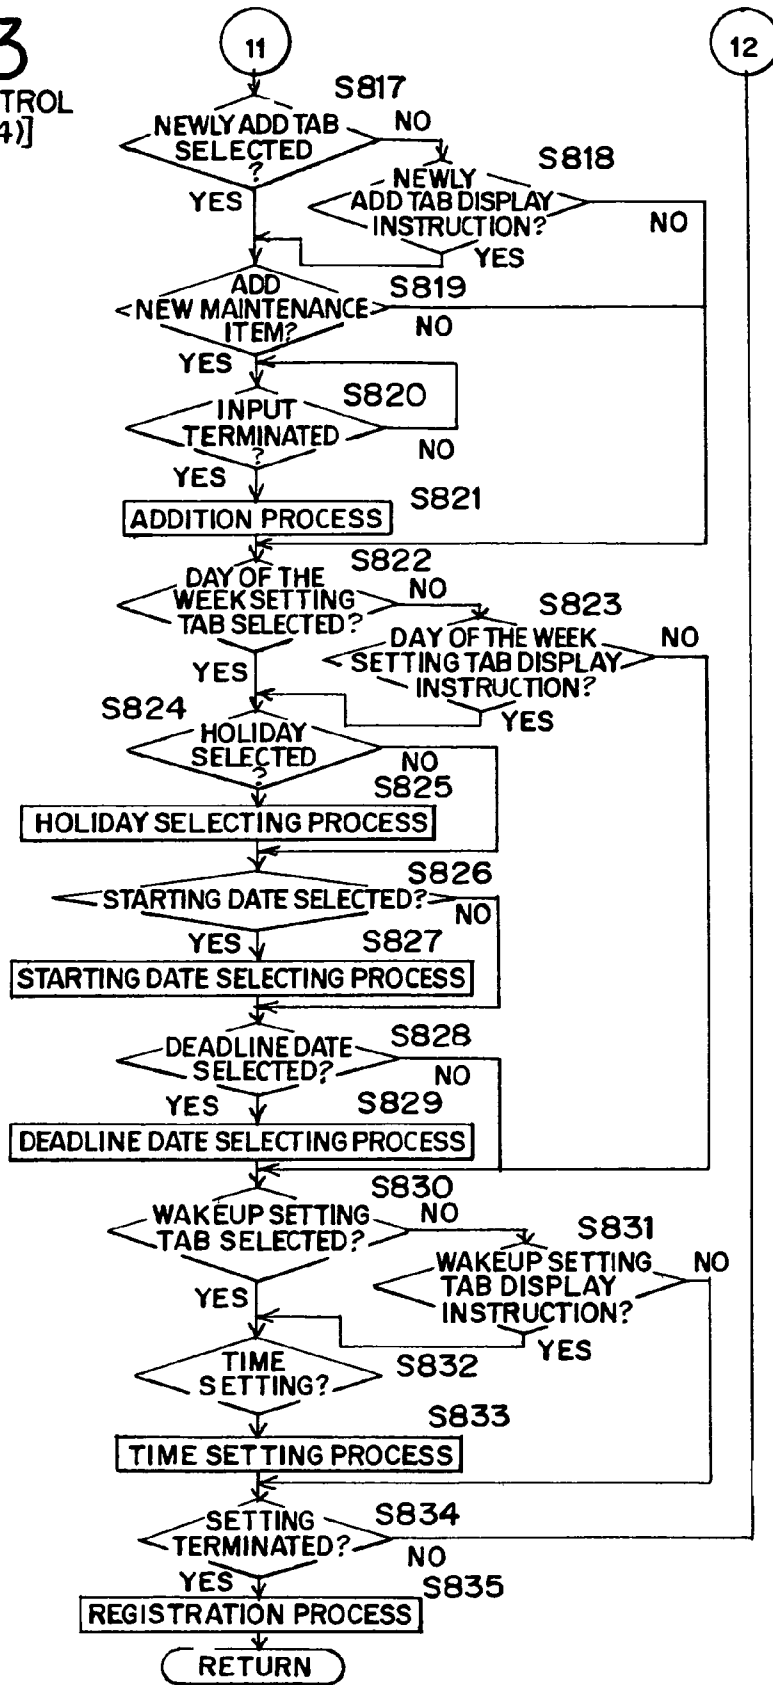 3
TROL
4)]
11
12
S817
NEWLY ADD TAB
SELECTED
?
NO
YES
S818
NEWLY
ADD TAB DISPLAY
INSTRUCTION?
NO
YES
S819
ADD
NEW MAINTENANCE
ITEM?
NO
YES
S820
INPUT
TERMINATED
?
NO
YES
S821
ADDITION PROCESS
S822
DAY OF THE
WEEK SETTING
TAB SELECTED?
NO
YES
S823
DAY OF THE WEEK
SETTING TAB DISPLAY
INSTRUCTION?
NO
YES
S824
HOLIDAY
SELECTED
?
NO
S825
HOLIDAY SELECTING PROCESS
S826
STARTING DATE SELECTED?
NO
YES
S827
STARTING DATE SELECTING PROCESS
S828
DEADLINE DATE
SELECTED?
NO
YES
S829
DEADLINE DATE SELECTING PROCESS
S830
WAKEUP SETTING
TAB SELECTED?
NO
YES
S831
WAKEUP SETTING
TAB DISPLAY
INSTRUCTION?
NO
YES
S832
TIME
SETTING?
S833
TIME SETTING PROCESS
S834
SETTING
TERMINATED?
NO
YES
S835
REGISTRATION PROCESS
RETURN